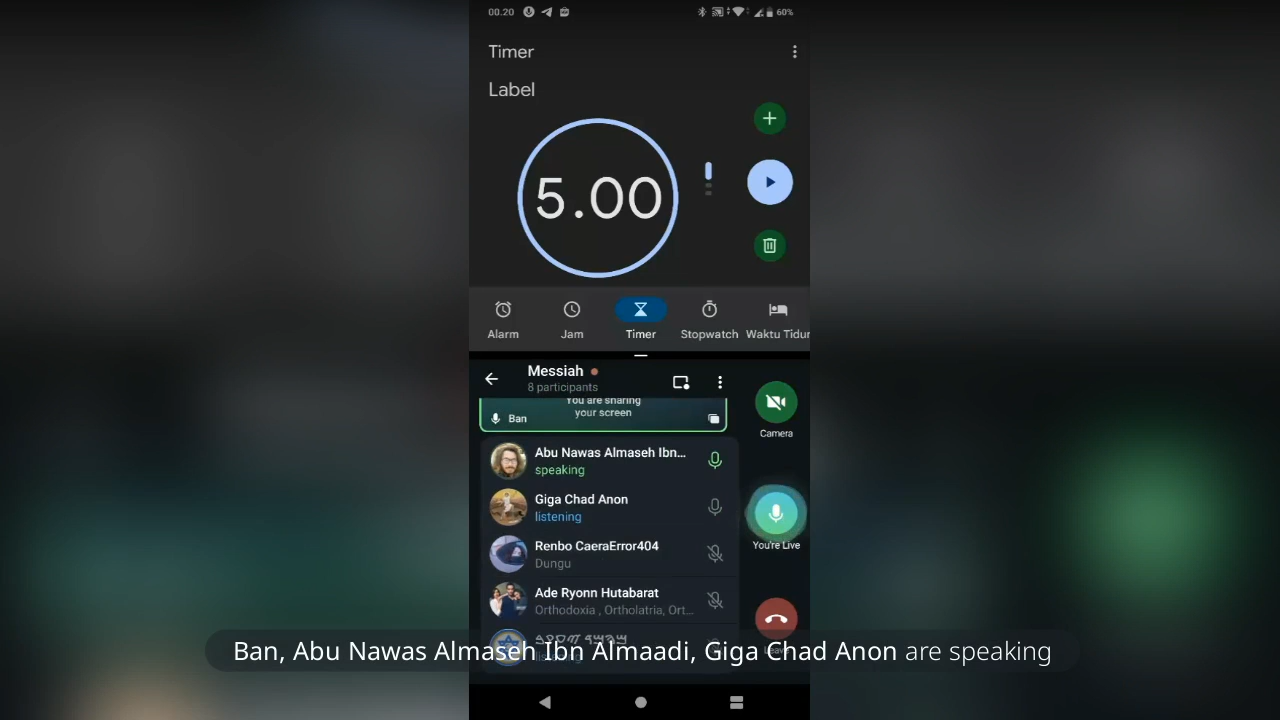 00.20
60%
Timer
Label
5.00
Alarm
Jam
Timer
Stopwatch
Waktu Tidur
Messiah
8 participants
You are sharing
your screen
Ban
Camera
Abu Nawas Almaseh Ibn...
speaking
Giga Chad Anon
listening
You're Live
Renbo CaeraError404
Dungu
Ade Ryonn Hutabarat
Orthodoxia , Ortholatria, Ort...
Ban, Abu Nawas Almaseh Ibn Almaadi, Giga Chad Anon are speaking